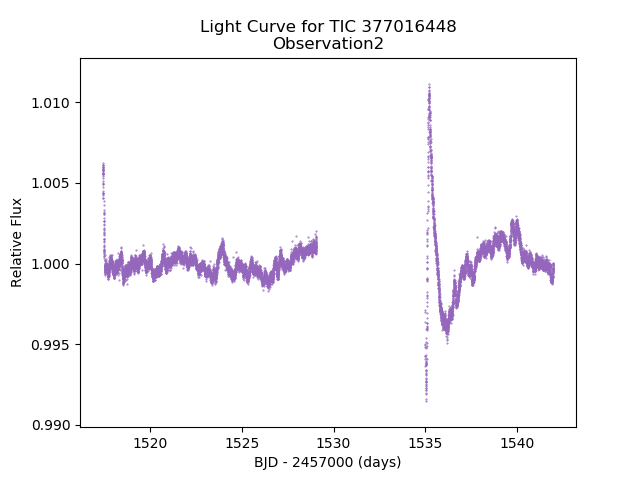 Light Curve for TIC 377016448
Observation2
1.010
1.005
1.000
0.995
0.990
Relative Flux
1520
1525
1530
1535
1540
BJD - 2457000 (days)